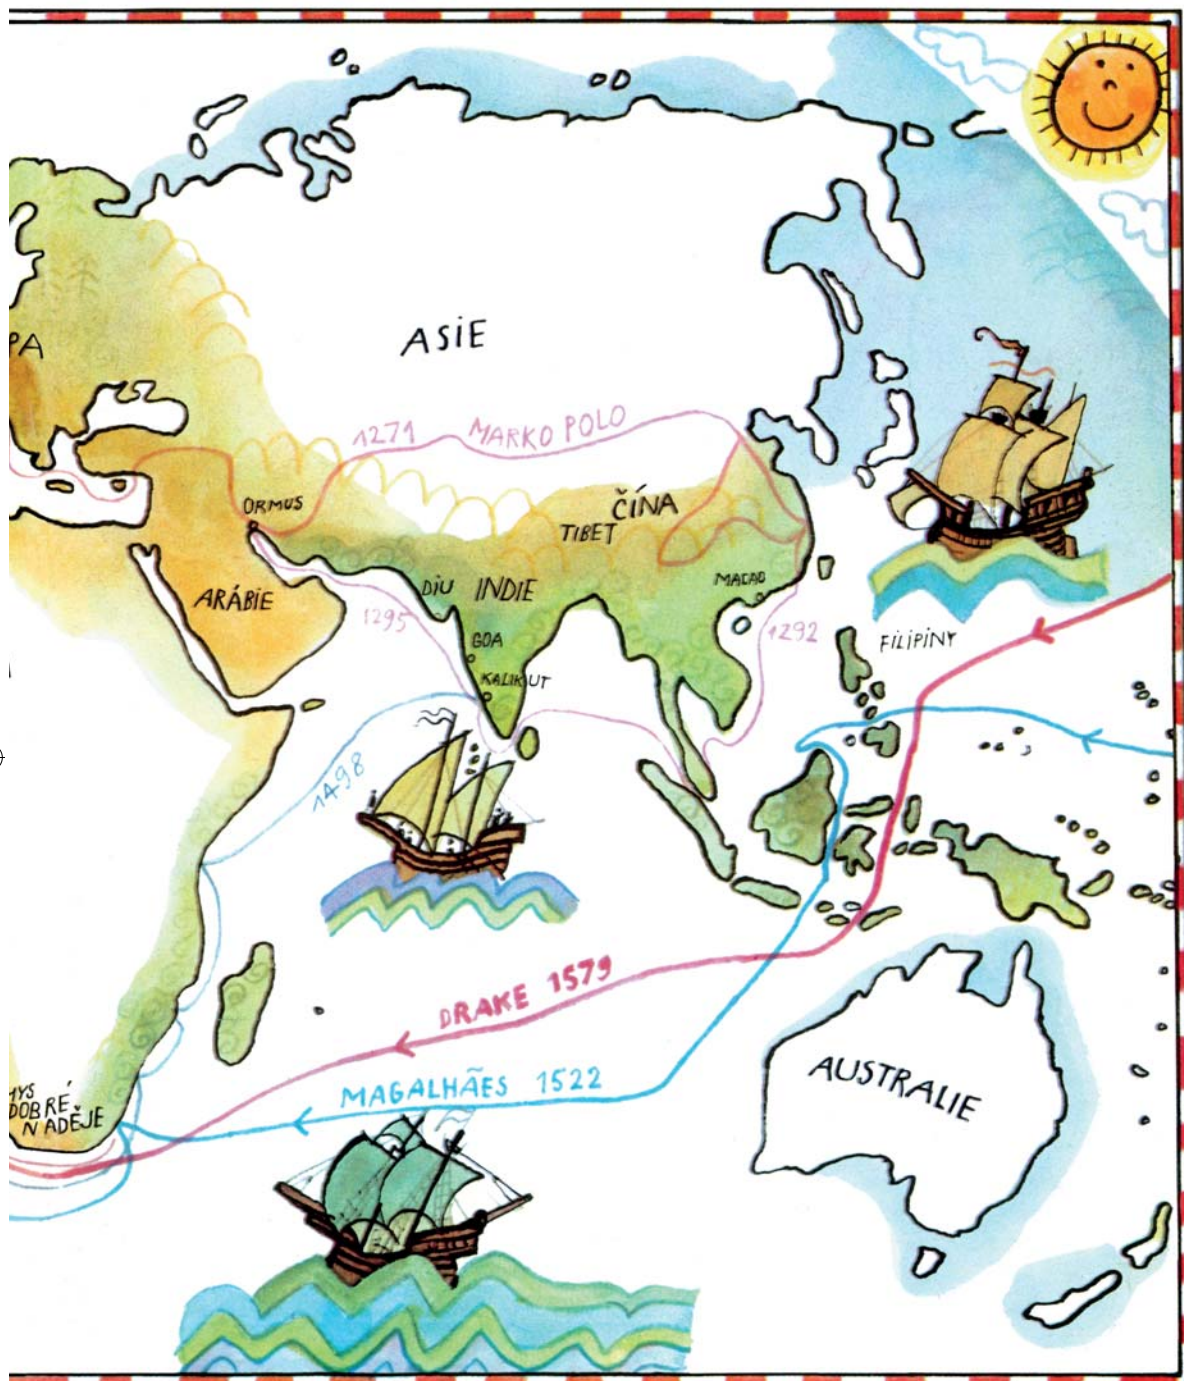 ASIE
PA
1271 MARKO POLO
ORMUS
ČÍNA
TIBET
ARÁBIE
DIU
INDIE
MACAO
1295
1292
GOA
FILIPINY
KALIKUT
1498
DRAKE 1579
MAGALHÃES 1522
AUSTRALIE
MYS
DOBRÉ
NADĚJE